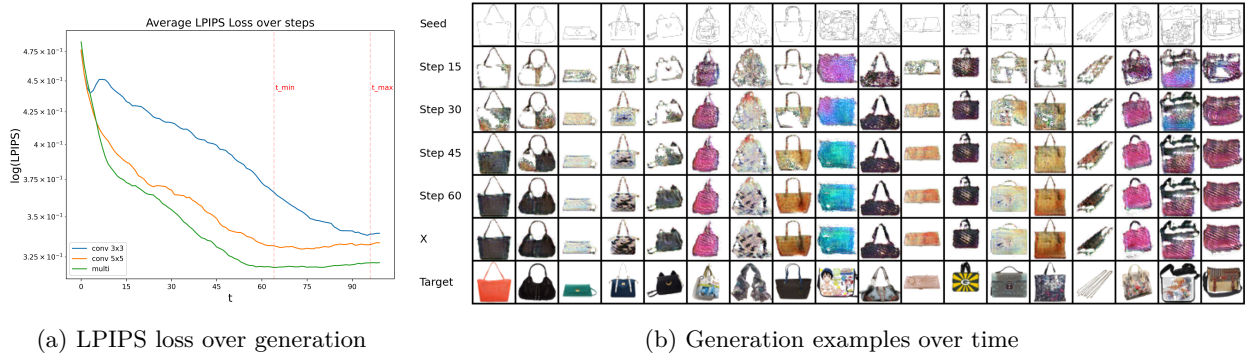 Average LPIPS Loss over steps
log(LPIPS)
4.75 × 10⁻¹
4.5 × 10⁻¹
4.25 × 10⁻¹
4 × 10⁻¹
3.75 × 10⁻¹
3.5 × 10⁻¹
3.25 × 10⁻¹
t_min
t_max
conv 3x3
conv 5x5
multi
0 15 30 45 60 75 90
t
(a) LPIPS loss over generation
Seed
Step 15
Step 30
Step 45
Step 60
X
Target
(b) Generation examples over time